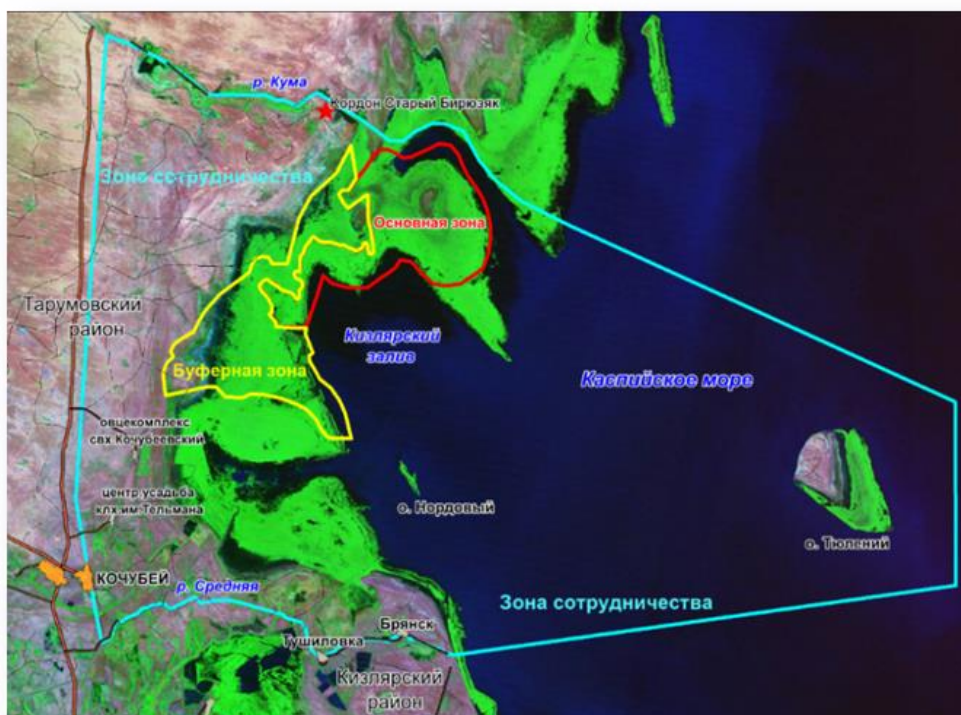 р. Кума
Кордон Старый Бирюзяк
Зона сотрудничества
Основная зона
Тарумовский
район
Кизлярский
залив
Буферная зона
Каспийское море
овцекомплекс
свх.Кочубеевский
центр.усадьба
клх.им.Тельмана
о. Нордовый
о. Тюлений
КОЧУБЕЙ
р. Средняя
Зона сотрудничества
Брянск
Тушиловка
Кизлярский
район